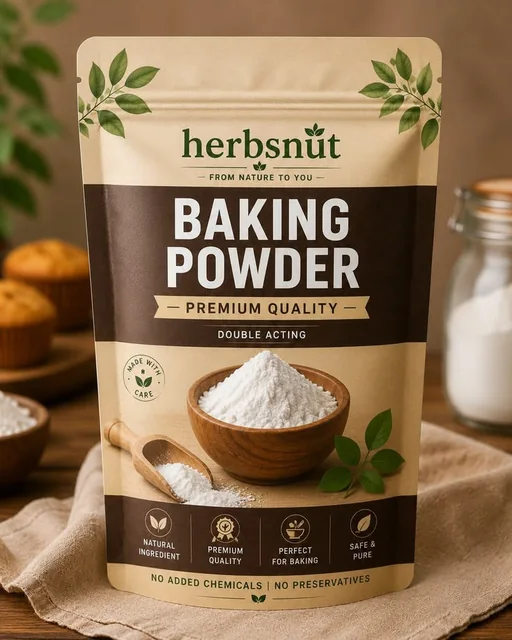 herbsnut
FROM NATURE TO YOU
BAKING
POWDER
PREMIUM QUALITY
DOUBLE ACTING
MADE WITH
CARE
NATURAL
INGREDIENT
PREMIUM
QUALITY
PERFECT
FOR BAKING
SAFE &
PURE
NO ADDED CHEMICALS | NO PRESERVATIVES